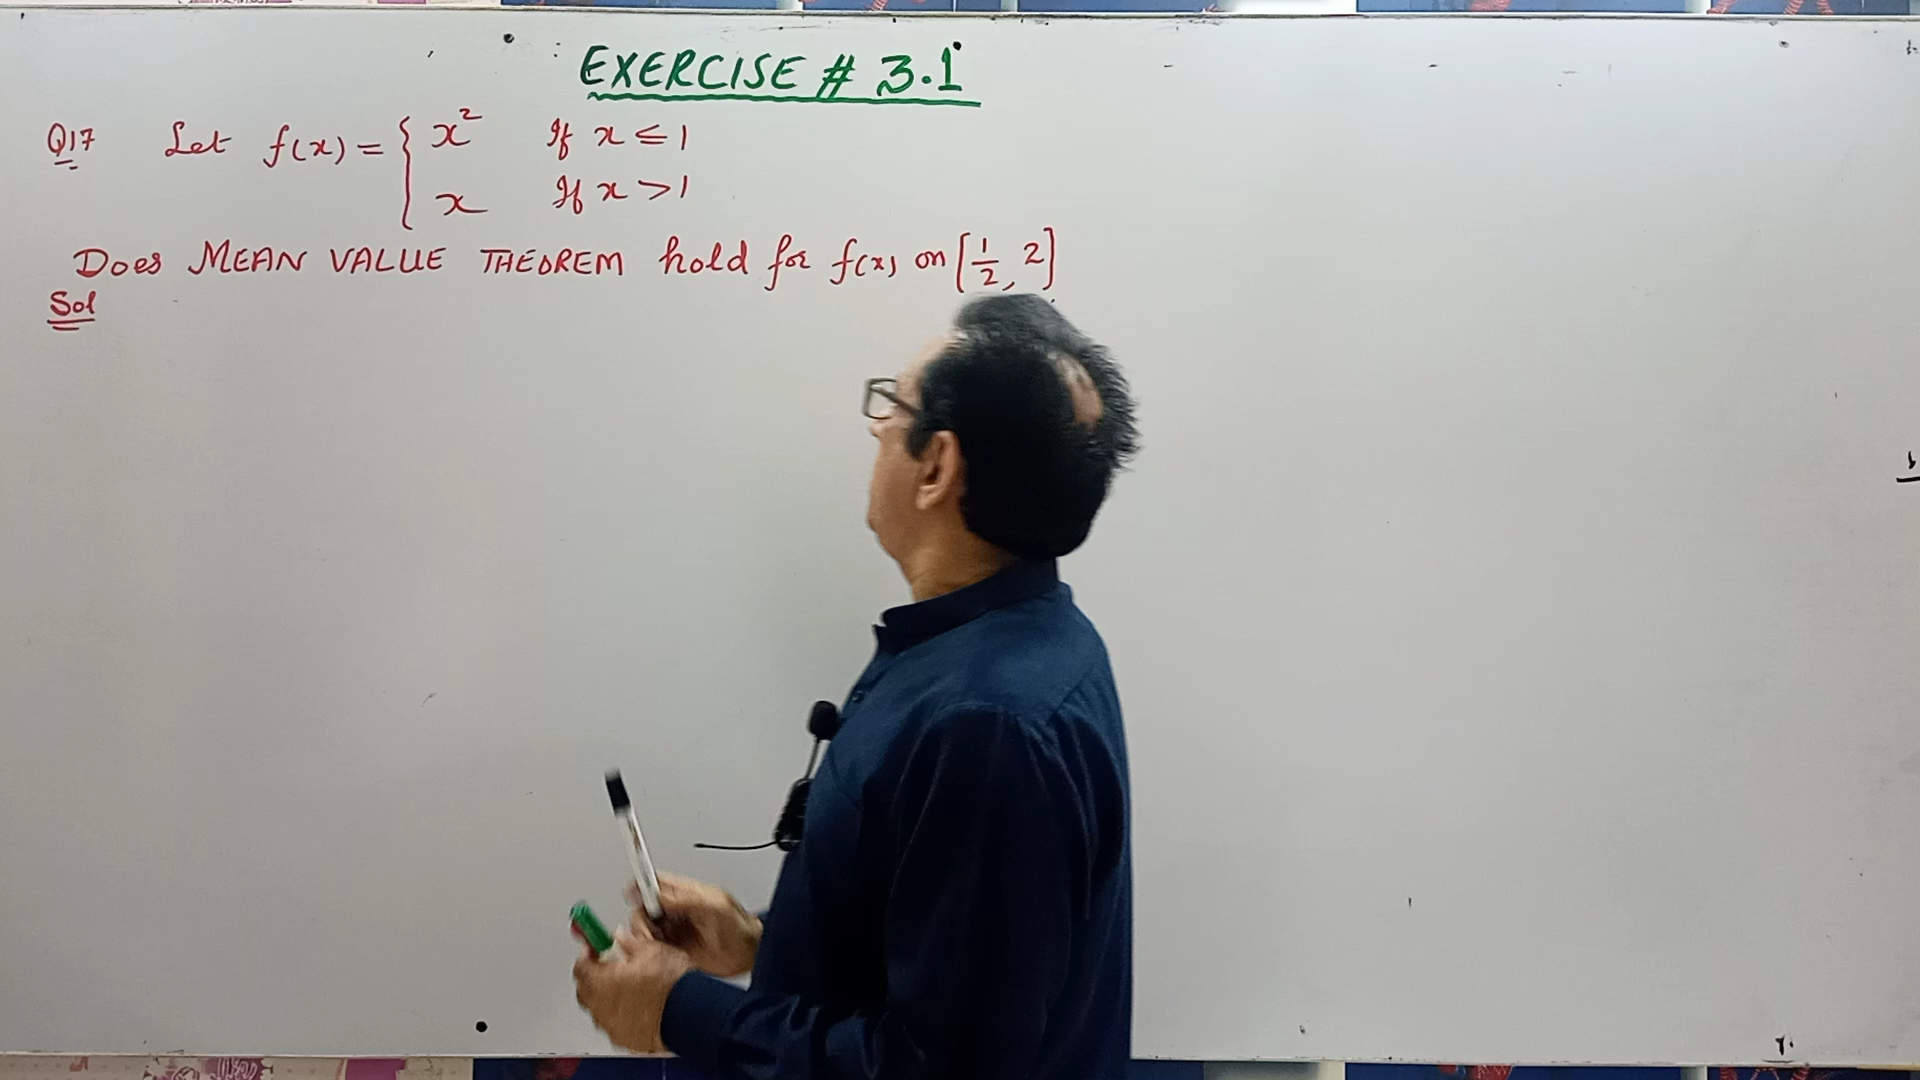 EXERCISE # 3.1
Q17 Let f(x) = { x² If x ≤ 1
x If x > 1
Does MEAN VALUE THEOREM hold for f(x) on [1/2, 2]
Sol